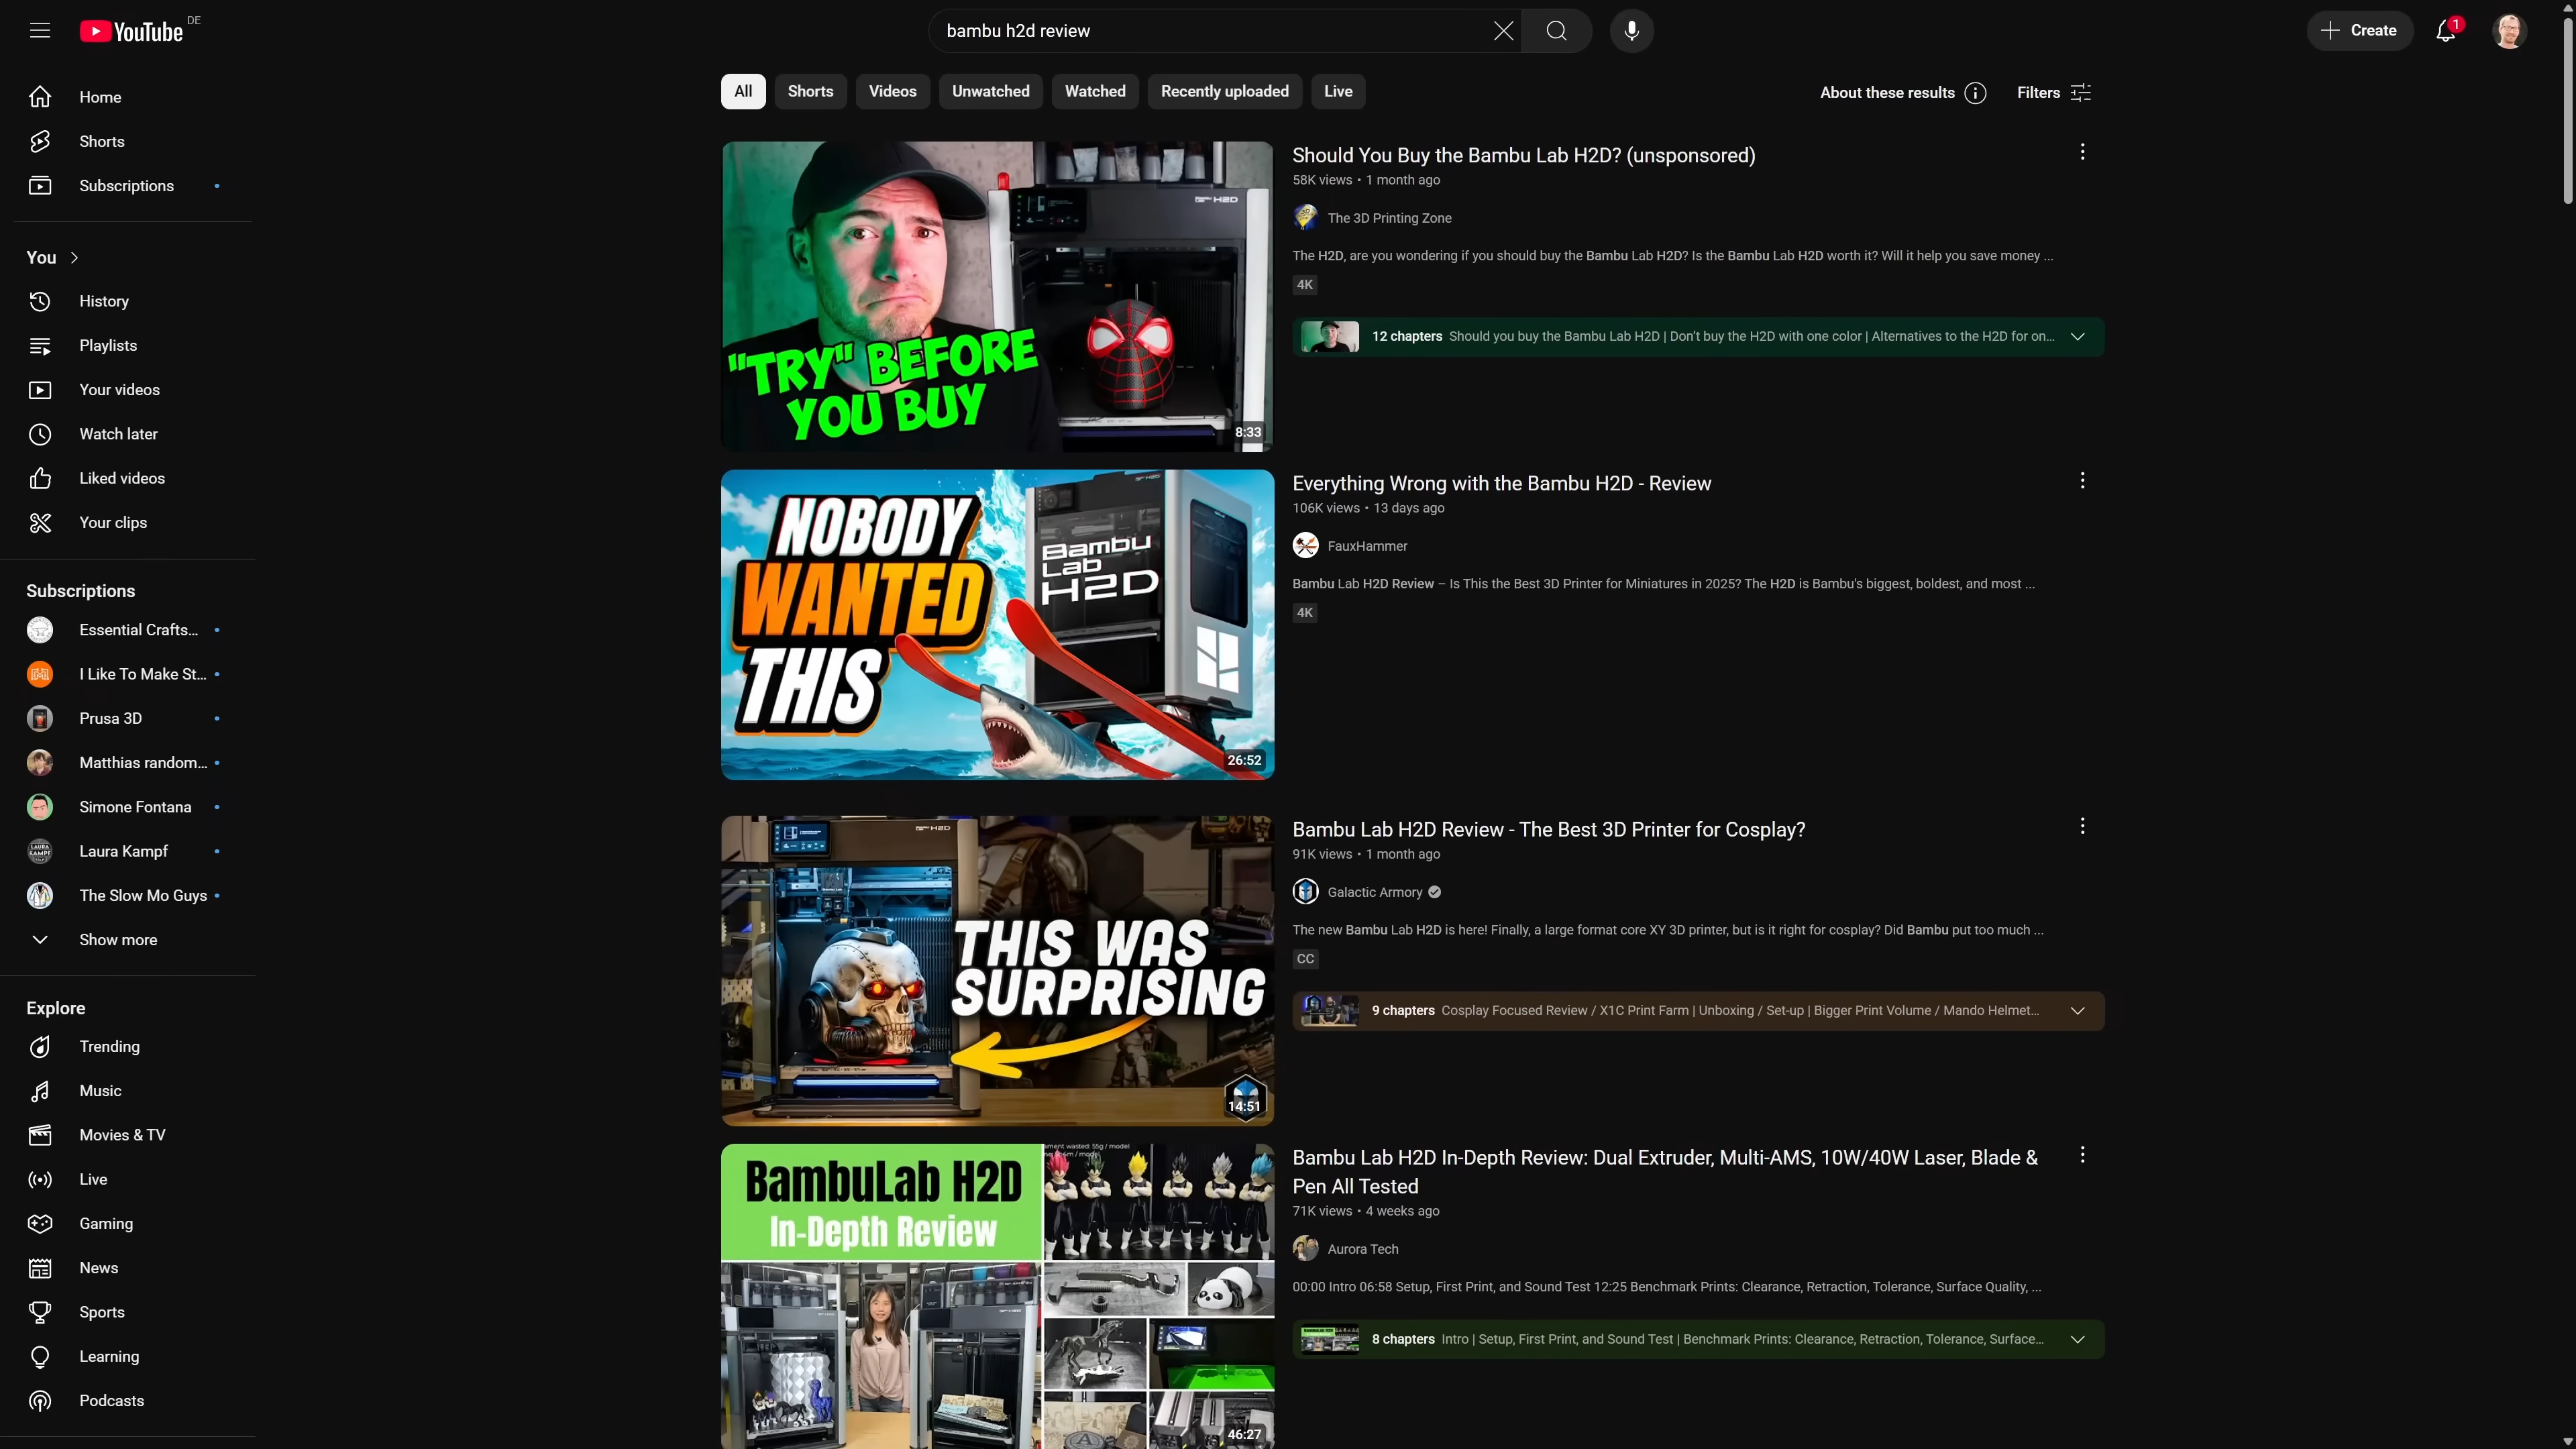 YouTube DE
bambu h2d review
Create
1
Home
Shorts
Subscriptions
You
History
Playlists
Your videos
Watch later
Liked videos
Your clips
Subscriptions
Essential Crafts...
I Like To Make St...
Prusa 3D
Matthias random...
Simone Fontana
Laura Kampf
The Slow Mo Guys
Show more
Explore
Trending
Music
Movies & TV
Live
Gaming
News
Sports
Learning
Podcasts
All Shorts Videos Unwatched Watched Recently uploaded Live
About these results
Filters
H2D
"TRY" BEFORE
YOU BUY
8:33
Should You Buy the Bambu Lab H2D? (unsponsored)
58K views • 1 month ago
The 3D Printing Zone
The H2D, are you wondering if you should buy the Bambu Lab H2D? Is the Bambu Lab H2D worth it? Will it help you save money ...
4K
12 chapters Should you buy the Bambu Lab H2D | Don't buy the H2D with one color | Alternatives to the H2D for on...
NOBODY
WANTED
THIS
Bambu
Lab
H2D
26:52
Everything Wrong with the Bambu H2D - Review
106K views • 13 days ago
FauxHammer
Bambu Lab H2D Review – Is This the Best 3D Printer for Miniatures in 2025? The H2D is Bambu's biggest, boldest, and most ...
4K
H2D
THIS WAS
SURPRISING
14:51
Bambu Lab H2D Review - The Best 3D Printer for Cosplay?
91K views • 1 month ago
Galactic Armory
The new Bambu Lab H2D is here! Finally, a large format core XY 3D printer, but is it right for cosplay? Did Bambu put too much ...
CC
9 chapters Cosplay Focused Review / X1C Print Farm | Unboxing / Set-up | Bigger Print Volume / Mando Helmet...
BambuLab H2D
In-Depth Review
wasted: 55g / model
46:27
Bambu Lab H2D In-Depth Review: Dual Extruder, Multi-AMS, 10W/40W Laser, Blade &
Pen All Tested
71K views • 4 weeks ago
Aurora Tech
00:00 Intro 06:58 Setup, First Print, and Sound Test 12:25 Benchmark Prints: Clearance, Retraction, Tolerance, Surface Quality, ...
8 chapters Intro | Setup, First Print, and Sound Test | Benchmark Prints: Clearance, Retraction, Tolerance, Surface...